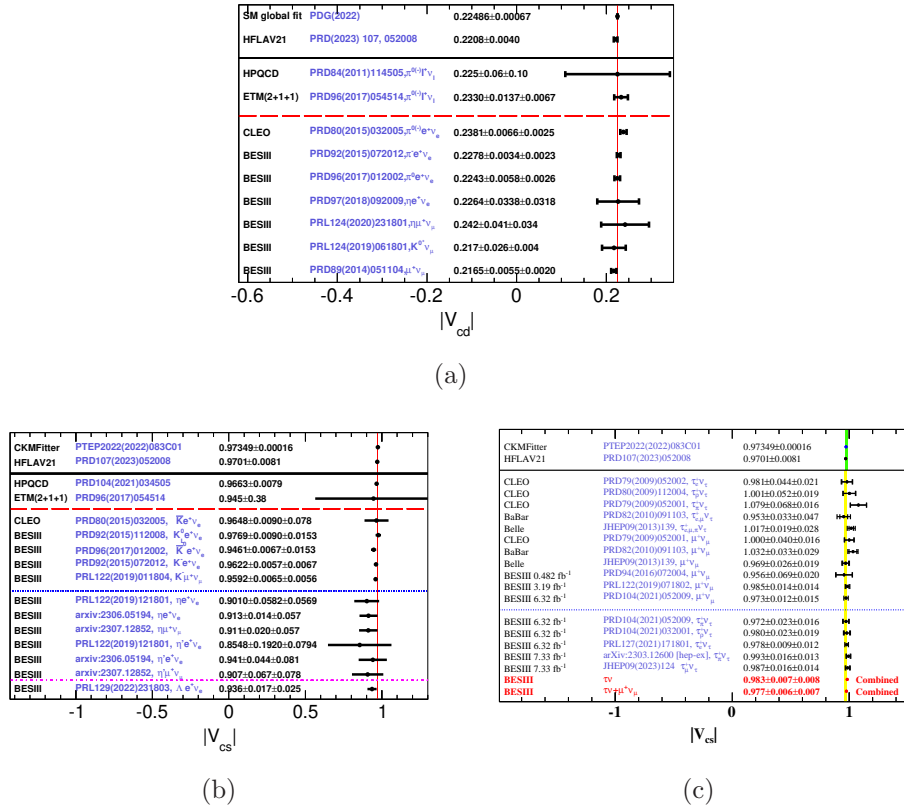 SM global fit PDG(2022) 0.22486±0.00067
HFLAV21 PRD(2023) 107, 052008 0.2208±0.0040
HPQCD PRD84(2011)114505,π⁰⁽⁻⁾l⁺ν_l 0.225±0.06±0.10
ETM(2+1+1) PRD96(2017)054514,π⁰⁽⁻⁾l⁺ν_l 0.2330±0.0137±0.0067
CLEO PRD80(2015)032005,π⁰⁽⁻⁾e⁺ν_e 0.2381±0.0066±0.0025
BESIII PRD92(2015)072012,π⁻e⁺ν_e 0.2278±0.0034±0.0023
BESIII PRD96(2017)012002,π⁰e⁺ν_e 0.2243±0.0058±0.0026
BESIII PRD97(2018)092009,ηe⁺ν_e 0.2264±0.0338±0.0318
BESIII PRL124(2020)231801,ημ⁺ν_μ 0.242±0.041±0.034
BESIII PRL124(2019)061801,K⁰μ⁺ν_μ 0.217±0.026±0.004
BESIII PRD89(2014)051104,μ⁺ν_μ 0.2165±0.0055±0.0020
-0.6 -0.4 -0.2 0 0.2
|V_cd|
(a)
CKMFitter PTEP2022(2022)083C01 0.97349±0.00016
HFLAV21 PRD107(2023)052008 0.9701±0.0081
HPQCD PRD104(2021)034505 0.9663±0.0079
ETM(2+1+1) PRD96(2017)054514 0.945±0.38
CLEO PRD80(2015)032005, K̄e⁺ν_e 0.9648±0.0090±0.078
BESIII PRD92(2015)112008, K⁰_L e⁺ν_e 0.9769±0.0090±0.0153
BESIII PRD96(2017)012002, K̄⁰e⁺ν_e 0.9461±0.0067±0.0153
BESIII PRD92(2015)072012, K⁻e⁺ν_e 0.9622±0.0057±0.0067
BESIII PRL122(2019)011804, K⁻μ⁺ν_μ 0.9592±0.0065±0.0056
BESIII PRL122(2019)121801, ηe⁺ν_e 0.9010±0.0582±0.0569
BESIII arxiv:2306.05194, ηe⁺ν_e 0.913±0.014±0.057
BESIII arxiv:2307.12852, ημ⁺ν_μ 0.911±0.020±0.057
BESIII PRL122(2019)121801, η'e⁺ν_e 0.8548±0.1920±0.0794
BESIII arxiv:2306.05194, η'e⁺ν_e 0.941±0.044±0.081
BESIII arxiv:2307.12852, η'μ⁺ν_μ 0.907±0.067±0.078
BESIII PRL129(2022)231803, Λ e⁺ν_e 0.936±0.017±0.025
-1 -0.5 0 0.5 1
|V_cs|
(b)
CKMFitter PTEP2022(2022)083C01 0.97349±0.00016
HFLAV21 PRD107(2023)052008 0.9701±0.0081
CLEO PRD79(2009)052002, τ⁺_e ν_τ 0.981±0.044±0.021
CLEO PRD80(2009)112004, τ⁺_ρ ν_τ 1.001±0.052±0.019
CLEO PRD79(2009)052001, τ⁺_π ν_τ 1.079±0.068±0.016
BaBar PRD82(2010)091103, τ⁺_e,μ ν_τ 0.953±0.033±0.047
Belle JHEP09(2013)139, τ⁺_e,μ,π ν_τ 1.017±0.019±0.028
CLEO PRD79(2009)052001, μ⁺ν_μ 1.000±0.040±0.016
BaBar PRD82(2010)091103, μ⁺ν_μ 1.032±0.033±0.029
Belle JHEP09(2013)139, μ⁺ν_μ 0.969±0.026±0.019
BESIII 0.482 fb⁻¹ PRD94(2016)072004, μ⁺ν_μ 0.956±0.069±0.020
BESIII 3.19 fb⁻¹ PRL122(2019)071802, μ⁺ν_μ 0.985±0.014±0.014
BESIII 6.32 fb⁻¹ PRD104(2021)052009, μ⁺ν_μ 0.973±0.012±0.015
BESIII 6.32 fb⁻¹ PRD104(2021)052009, τ⁺_π ν_τ 0.972±0.023±0.016
BESIII 6.32 fb⁻¹ PRD104(2021)032001, τ⁺_ρ ν_τ 0.980±0.023±0.019
BESIII 6.32 fb⁻¹ PRL127(2021)171801, τ⁺_e ν_τ 0.978±0.009±0.012
BESIII 7.33 fb⁻¹ arXiv:2303.12600 [hep-ex], τ⁺_π ν_τ 0.993±0.016±0.013
BESIII 7.33 fb⁻¹ JHEP09(2023)124 τ⁺_μ ν_τ 0.987±0.016±0.014
BESIII τν 0.983±0.007±0.008 Combined
BESIII τν+μ⁺ν_μ 0.977±0.006±0.007 Combined
-1 0 1
|V_cs|
(c)